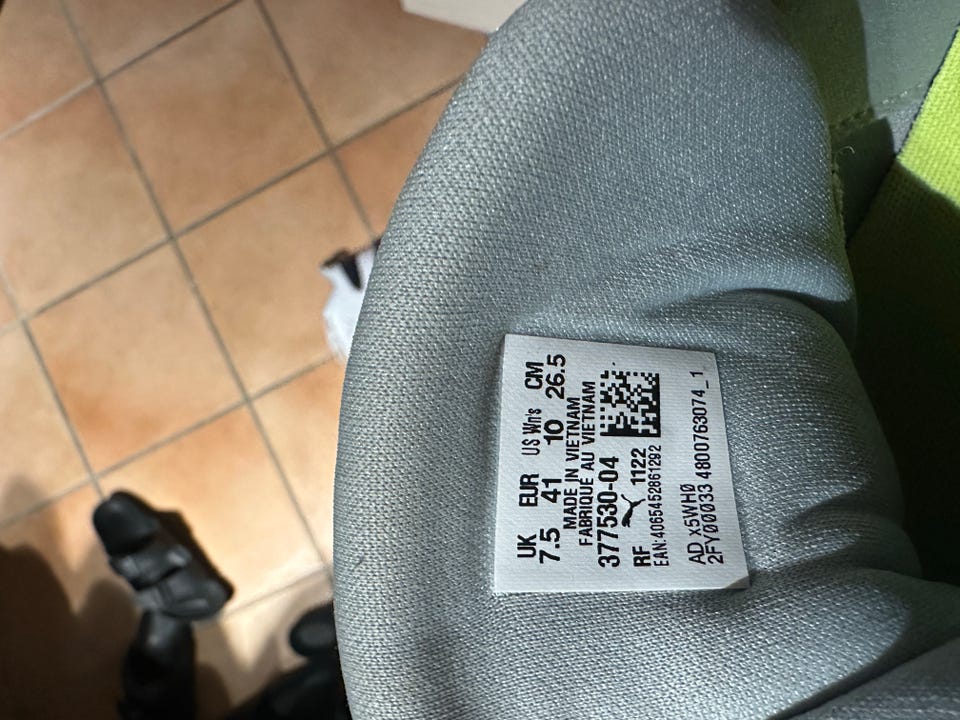 UK EUR US Wn's CM
7.5 41 10 26.5
MADE IN VIETNAM
FABRIQUE AU VIETNAM
377530-04
RF 1122
EAN:4065452861292
AD x5WH0
2FY00033 4800763074_1